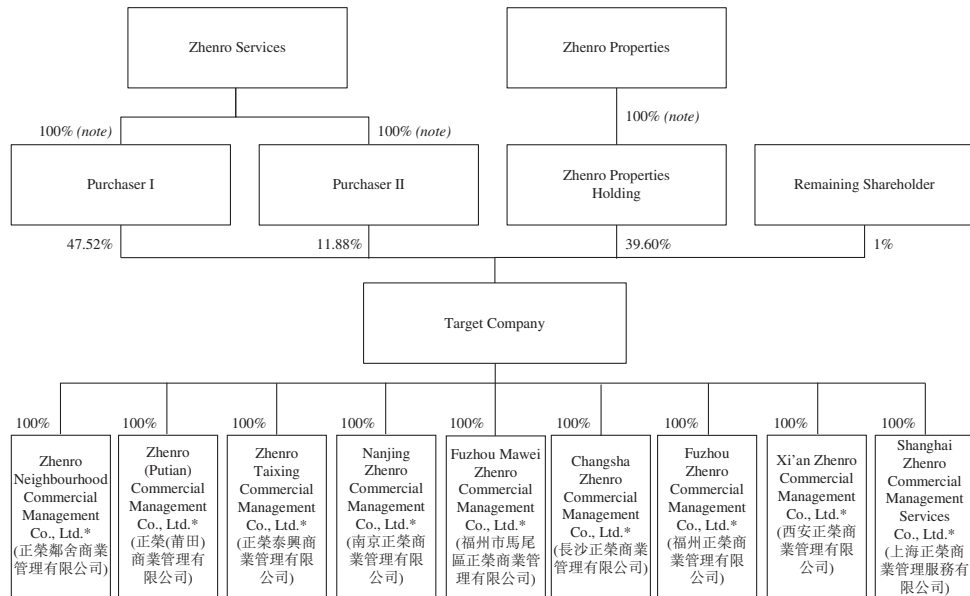 Zhenro Services
Zhenro Properties
100% (note)
100% (note)
100% (note)
Purchaser I
Purchaser II
Zhenro Properties
Holding
Remaining Shareholder
47.52%
11.88%
39.60%
1%
Target Company
100%
100%
100%
100%
100%
100%
100%
100%
100%
Zhenro
Neighbourhood
Commercial
Management
Co., Ltd.*
(正榮鄰舍商業
管理有限公司)
Zhenro
(Putian)
Commercial
Management
Co., Ltd.*
(正榮(莆田)
商業管理有
限公司)
Zhenro
Taixing
Commercial
Management
Co., Ltd.*
(正榮泰興商
業管理有限
公司)
Nanjing
Zhenro
Commercial
Management
Co., Ltd.*
(南京正榮商
業管理有限
公司)
Fuzhou Mawei
Zhenro
Commercial
Management
Co., Ltd.*
(福州市馬尾
區正榮商業管
理有限公司)
Changsha
Zhenro
Commercial
Management
Co., Ltd.*
(長沙正榮商業
管理有限公司)
Fuzhou
Zhenro
Commercial
Management
Co., Ltd.*
(福州正榮商
業管理有限
公司)
Xi’an Zhenro
Commercial
Management
Co., Ltd.*
(西安正榮商
業管理有限
公司)
Shanghai
Zhenro
Commercial
Management
Services
Co., Ltd.*
(上海正榮商
業管理服務有
限公司)